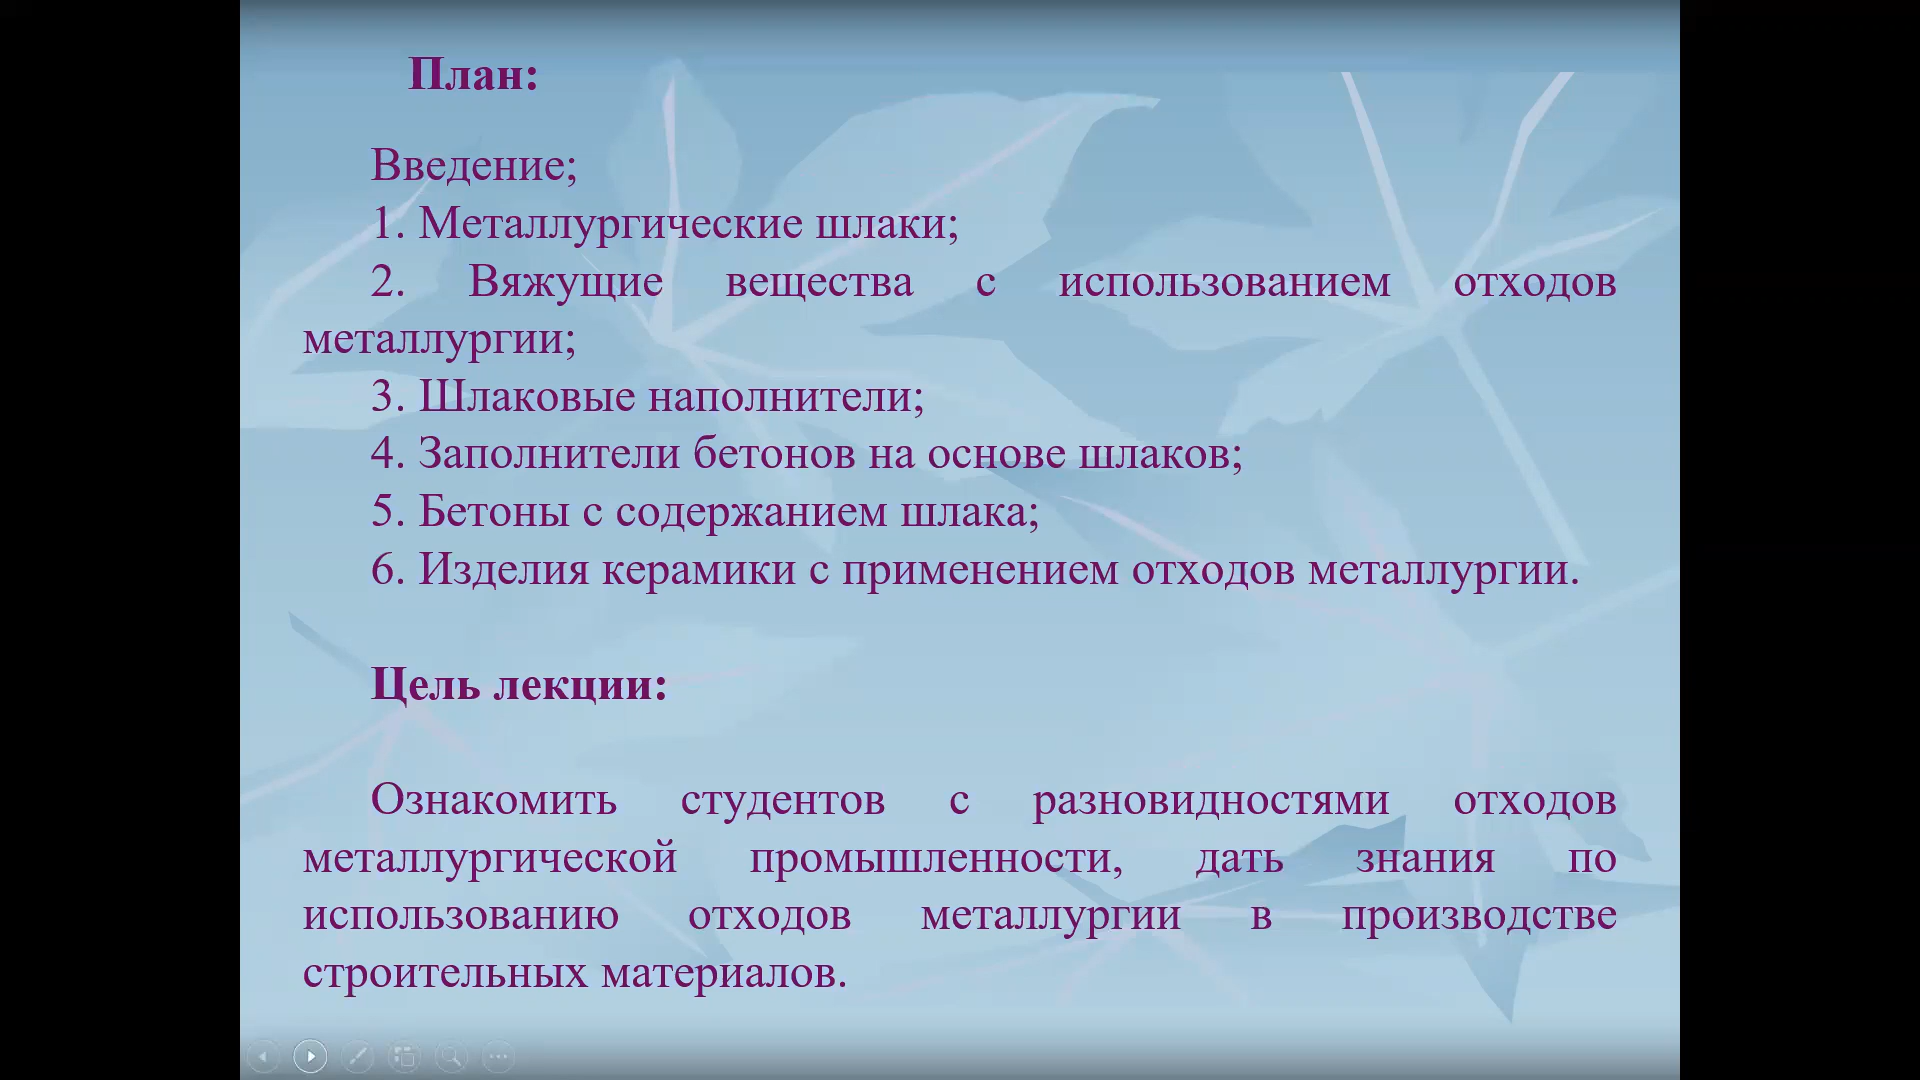 План:
Введение;
1. Металлургические шлаки;
2. Вяжущие вещества с использованием отходов
металлургии;
3. Шлаковые наполнители;
4. Заполнители бетонов на основе шлаков;
5. Бетоны с содержанием шлака;
6. Изделия керамики с применением отходов металлургии.
Цель лекции:
Ознакомить студентов с разновидностями отходов
металлургической промышленности, дать знания по
использованию отходов металлургии в производстве
строительных материалов.